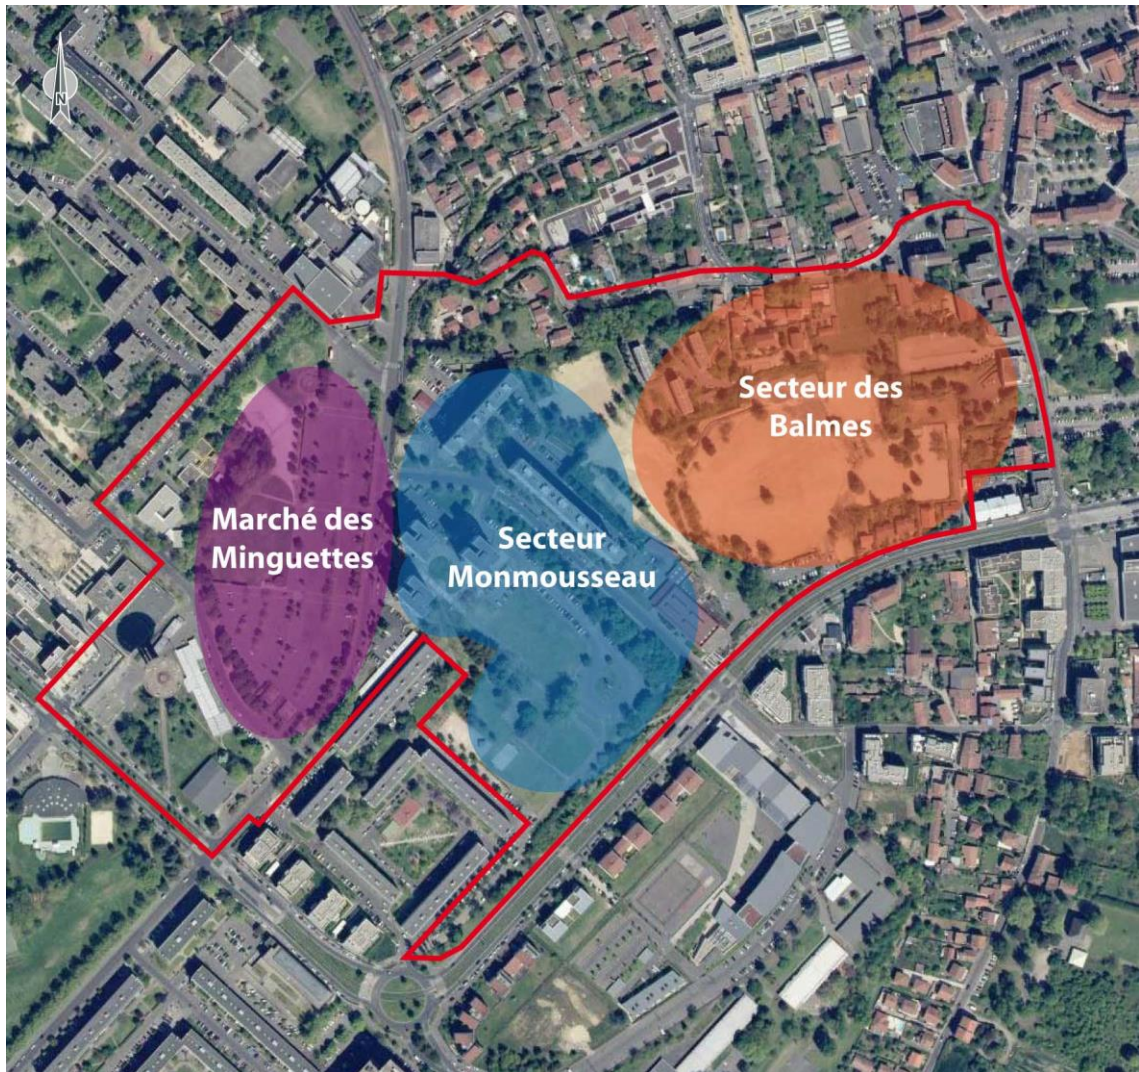 N
Secteur des
Balmes
Marché des
Minguettes
Secteur
Monmousseau